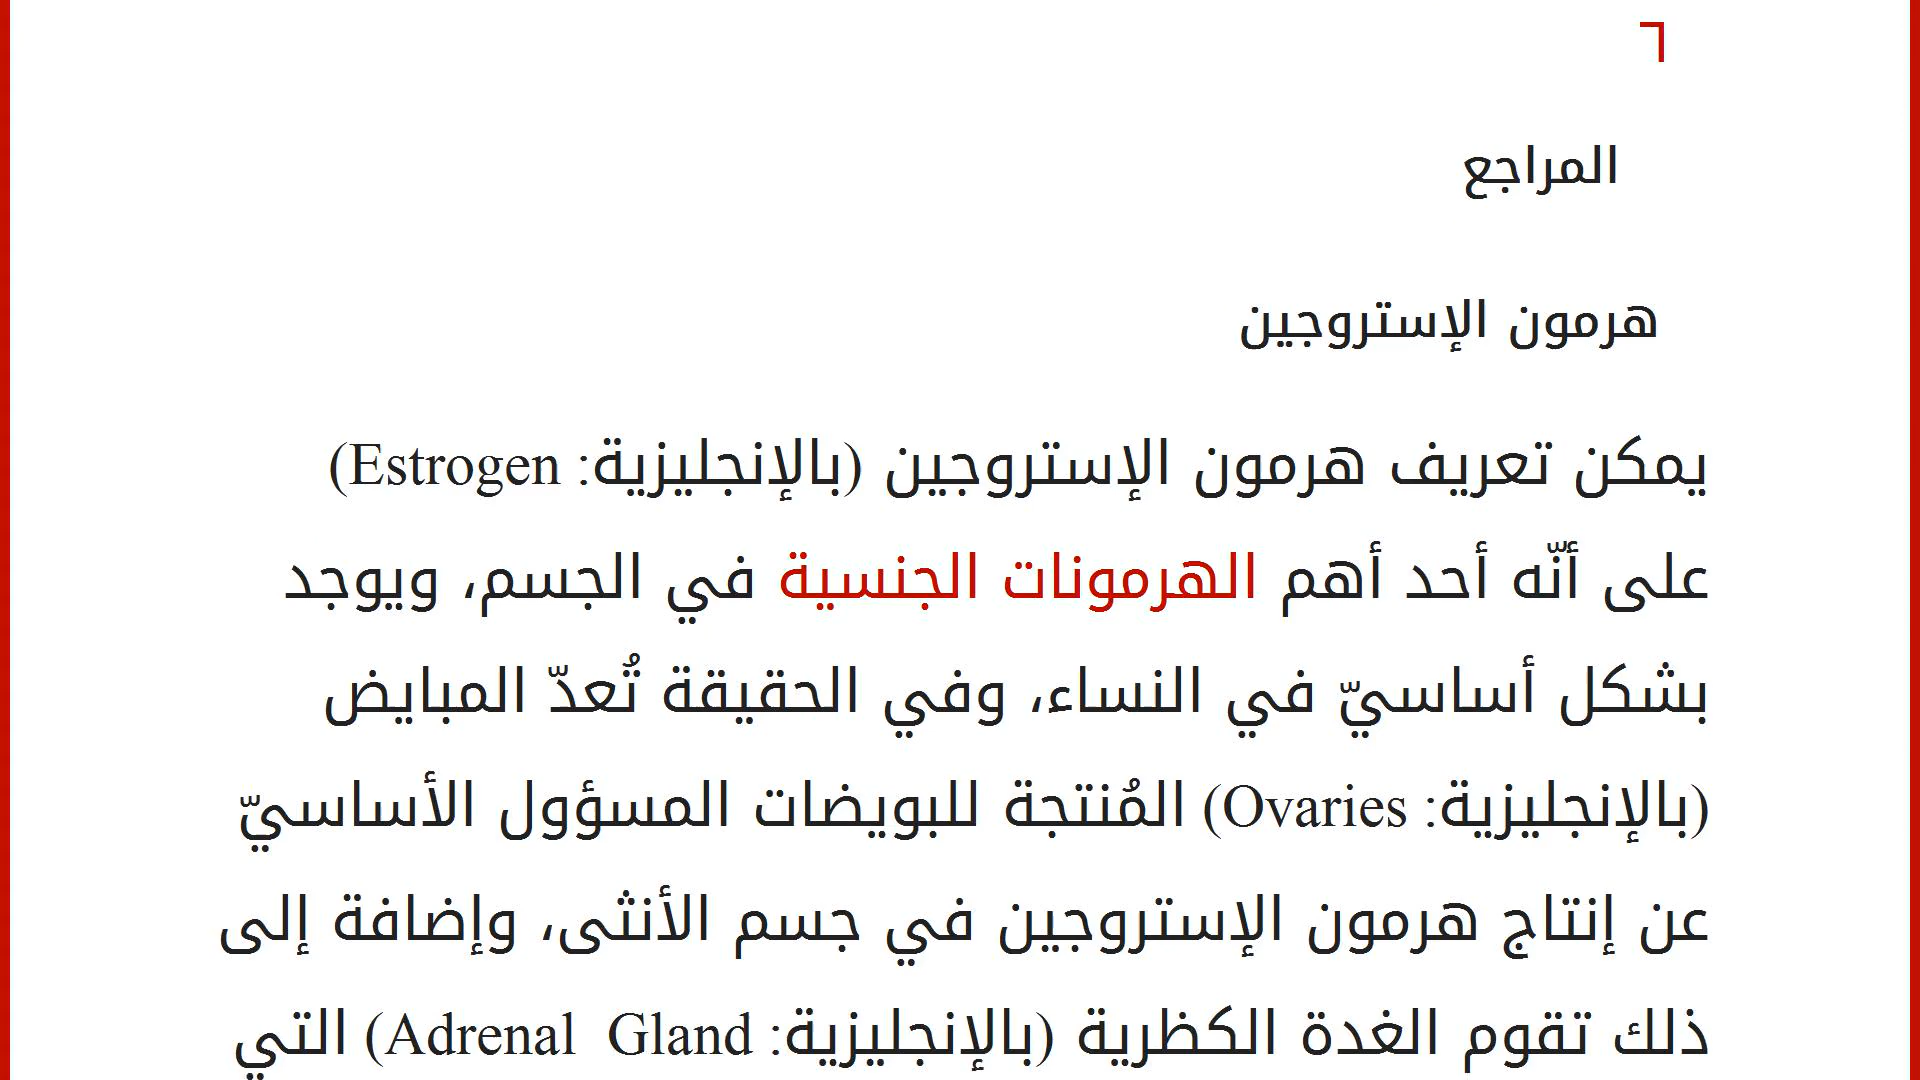 ٦
المراجع
هرمون الإستروجين
يمكن تعريف هرمون الإستروجين (بالإنجليزية: Estrogen)
على أنّه أحد أهم الهرمونات الجنسية في الجسم، ويوجد
بشكل أساسيّ في النساء، وفي الحقيقة تُعدّ المبايض
(بالإنجليزية: Ovaries) المُنتجة للبويضات المسؤول الأساسيّ
عن إنتاج هرمون الإستروجين في جسم الأنثى، وإضافة إلى
ذلك تقوم الغدة الكظرية (بالإنجليزية: Adrenal Gland) التي